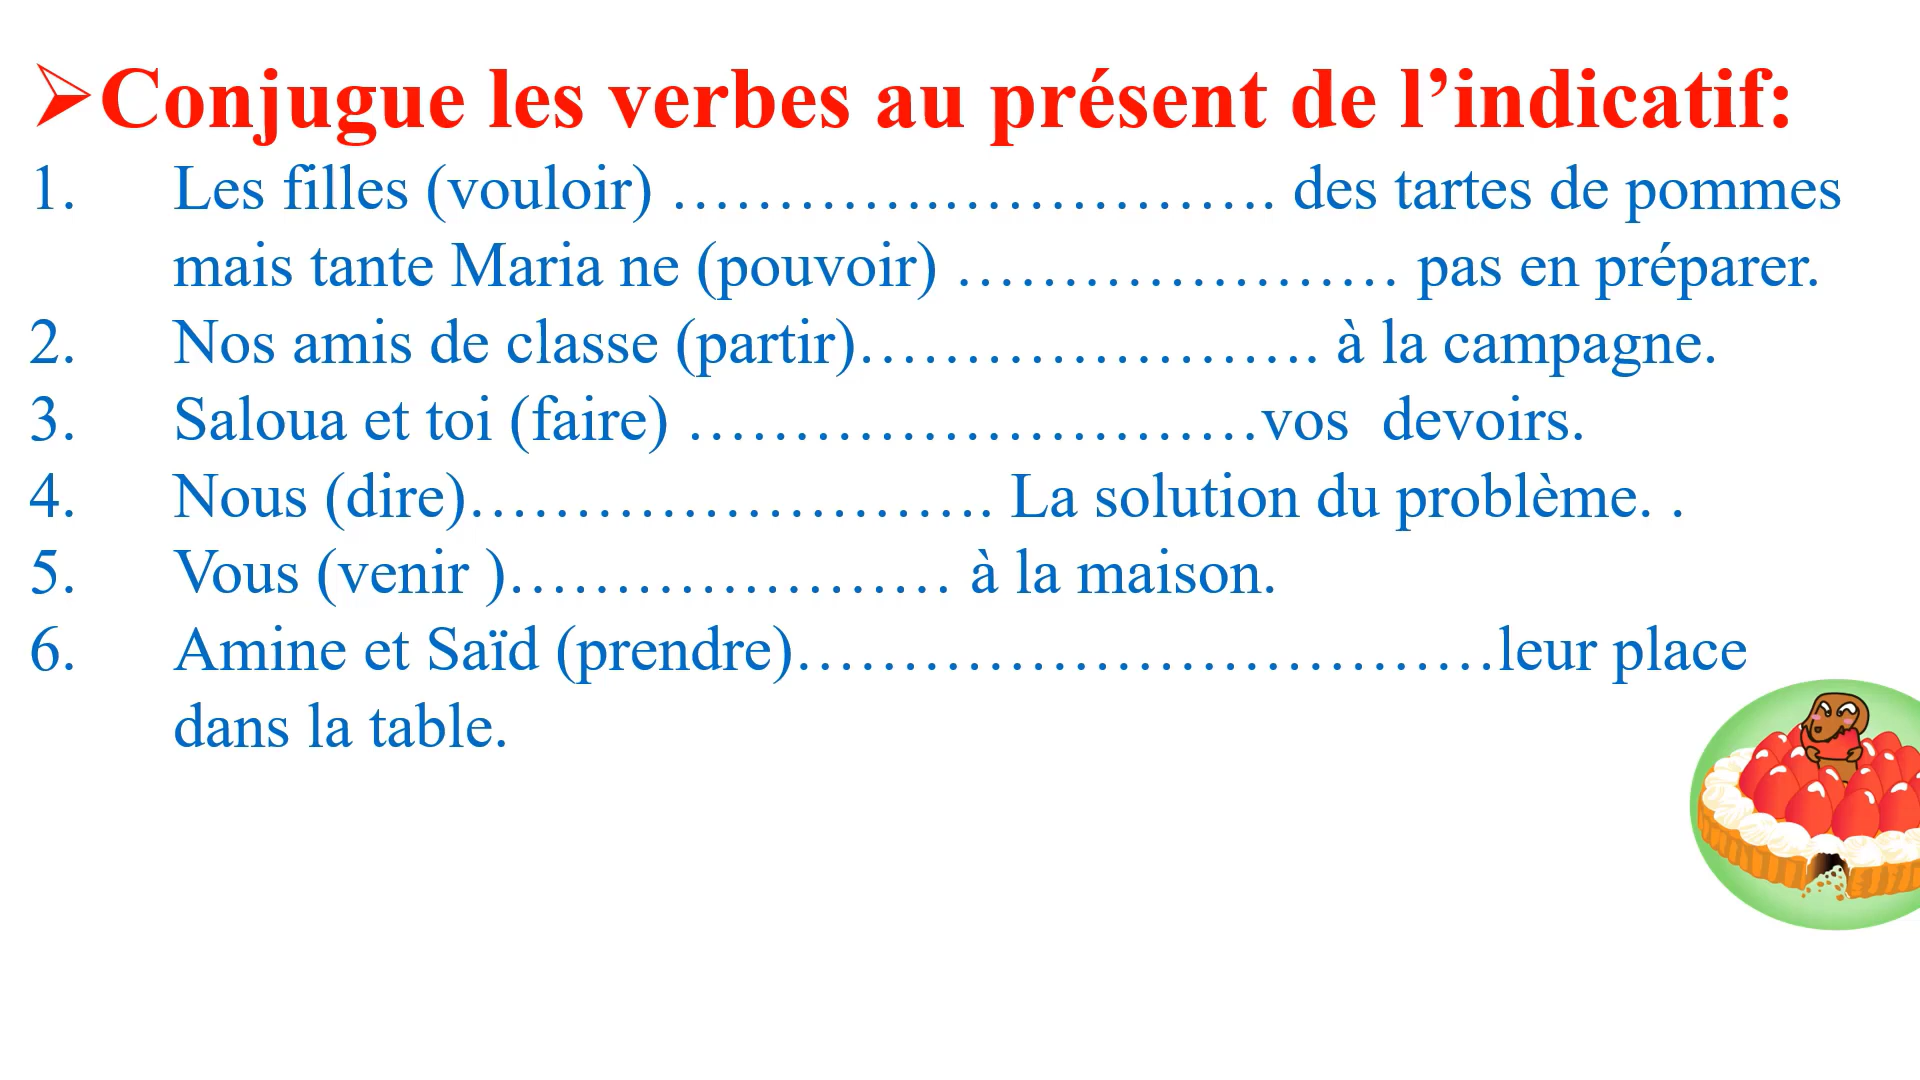 ➢Conjugue les verbes au présent de l’indicatif:
1. Les filles (vouloir) ………….……………. des tartes de pommes
mais tante Maria ne (pouvoir) ………………… pas en préparer.
2. Nos amis de classe (partir)…………………. à la campagne.
3. Saloua et toi (faire) ………………………vos  devoirs.
4. Nous (dire)……………………. La solution du problème. .
5. Vous (venir )………………… à la maison.
6. Amine et Saïd (prendre)……………………………leur place
dans la table.